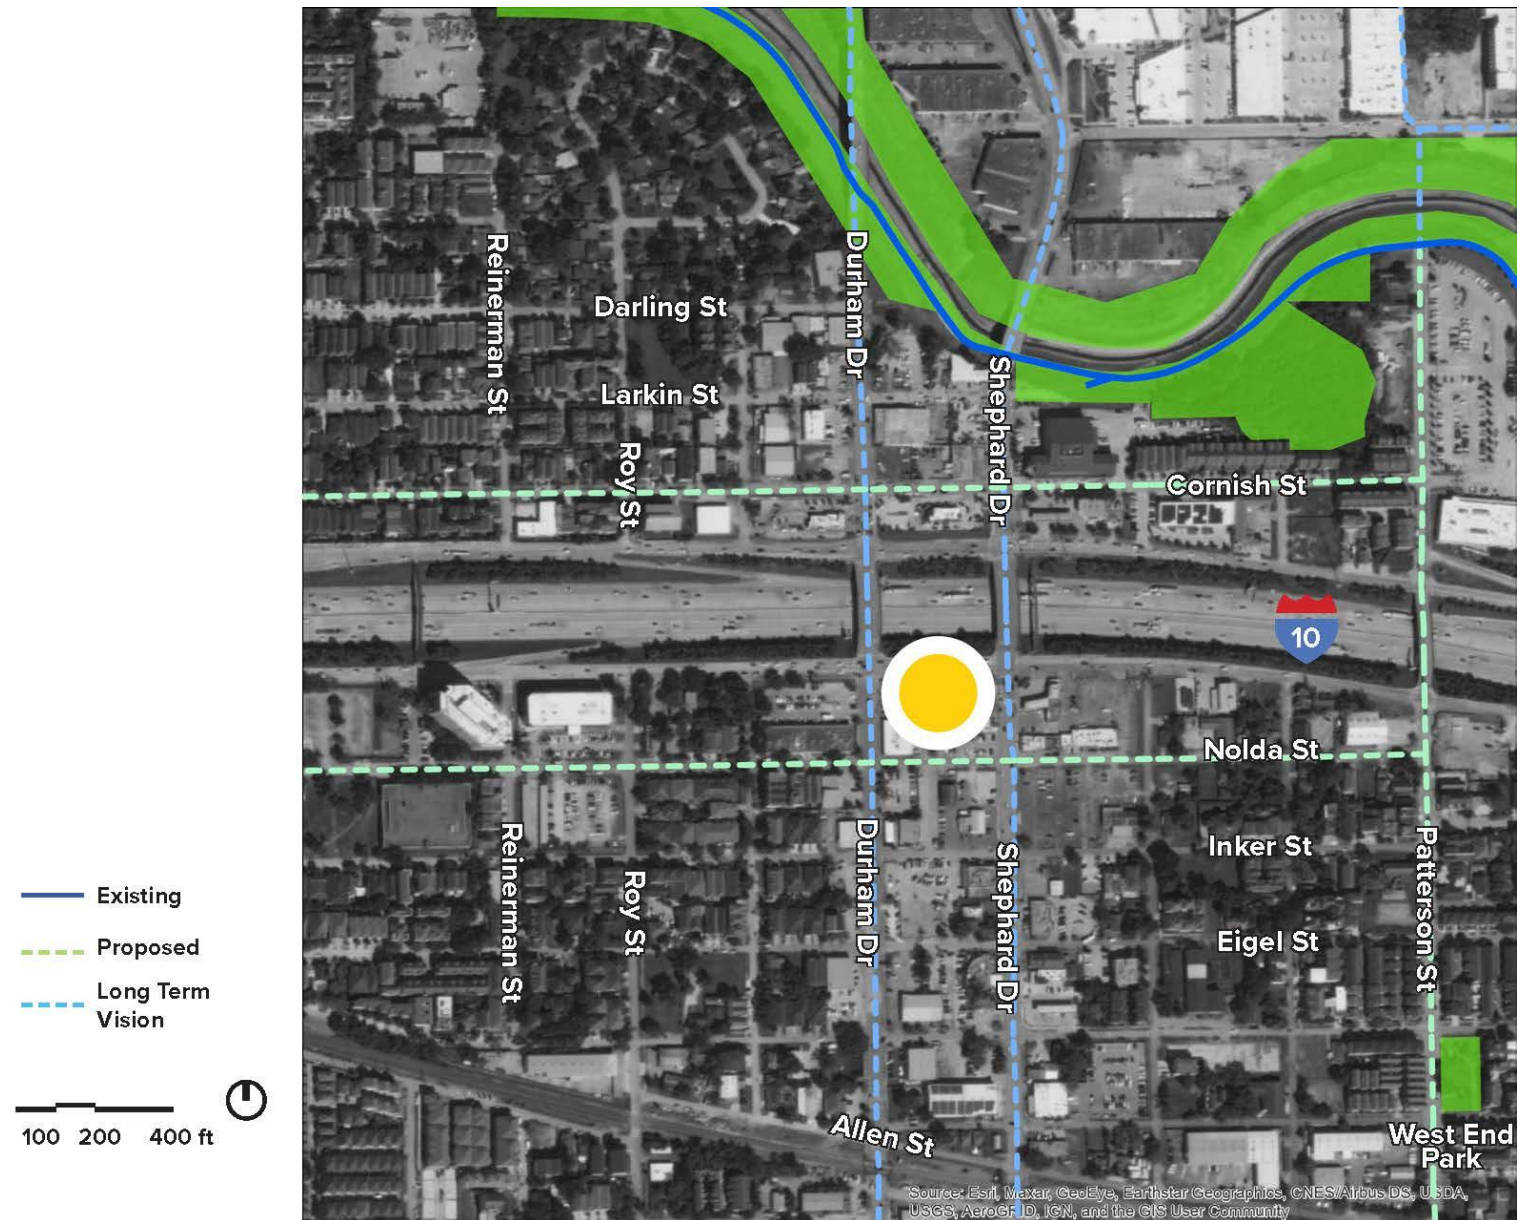 Reinerman St
Darling St
Durham Dr
Larkin St
Shephard Dr
Roy St
Cornish St
10
Nolda St
Reinerman St
Roy St
Durham Dr
Shephard Dr
Inker St
Eigel St
Patterson St
Existing
Proposed
Long Term
Vision
100 200 400 ft
Allen St
West End
Park
Source: Esri, Maxar, GeoEye, Earthstar Geographics, CNES/Airbus DS, USDA,
USGS, AeroGRID, IGN, and the GIS User Community